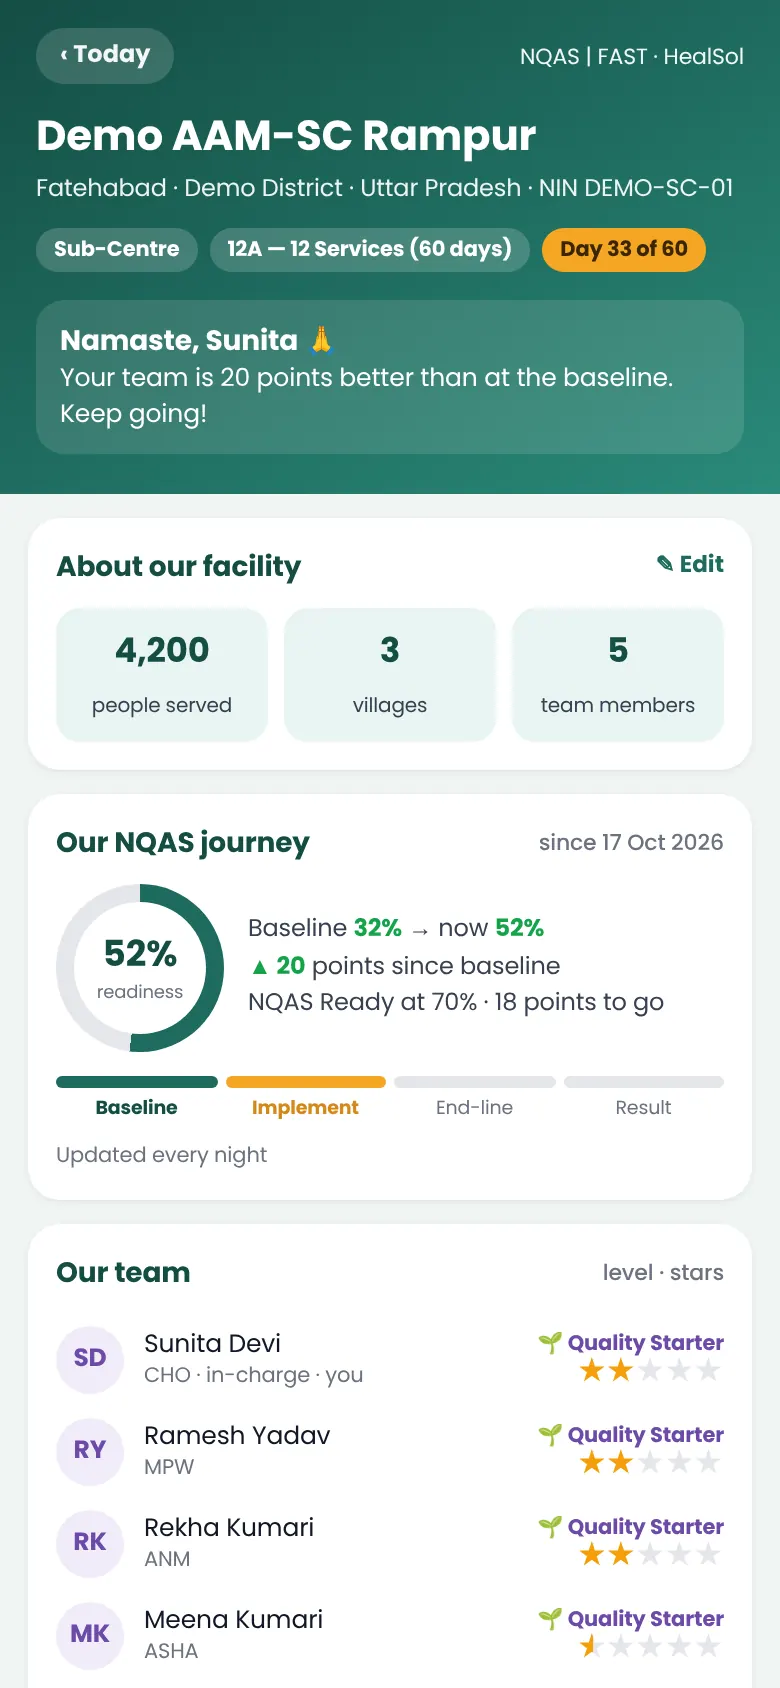 ‹ Today
NQAS | FAST · HealSol
Demo AAM-SC Rampur
Fatehabad · Demo District · Uttar Pradesh · NIN DEMO-SC-01
Sub-Centre
12A — 12 Services (60 days)
Day 33 of 60
Namaste, Sunita 🙏
Your team is 20 points better than at the baseline.
Keep going!
About our facility
✎ Edit
4,200
people served
3
villages
5
team members
Our NQAS journey
since 17 Oct 2026
52%
readiness
Baseline 32% → now 52%
▲ 20 points since baseline
NQAS Ready at 70% · 18 points to go
Baseline
Implement
End-line
Result
Updated every night
Our team
level · stars
SD
Sunita Devi
CHO · in-charge · you
🌱 Quality Starter
RY
Ramesh Yadav
MPW
🌱 Quality Starter
RK
Rekha Kumari
ANM
🌱 Quality Starter
MK
Meena Kumari
ASHA
🌱 Quality Starter